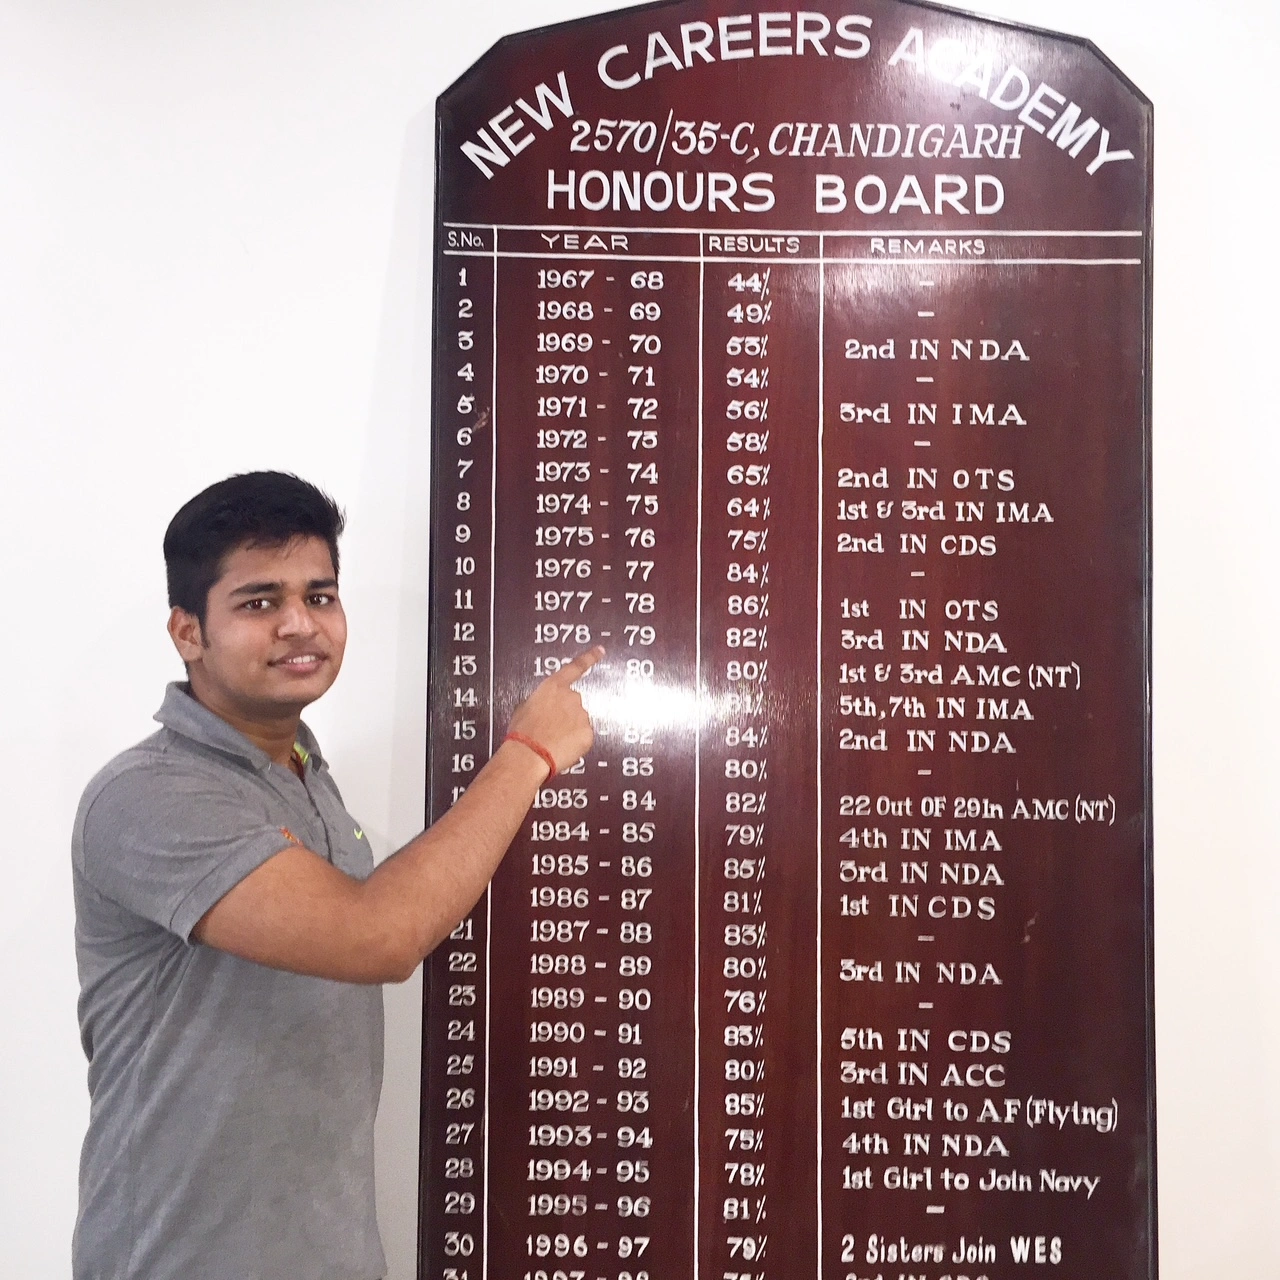 NEW CAREERS ACADEMY
2570/35-C, CHANDIGARH
HONOURS BOARD
S.No. YEAR RESULTS REMARKS
1 1967 - 68 44% -
2 1968 - 69 49% -
3 1969 - 70 53% 2nd IN NDA
4 1970 - 71 54% -
5 1971 - 72 56% 3rd IN IMA
6 1972 - 73 58% -
7 1973 - 74 65% 2nd IN OTS
8 1974 - 75 64% 1st & 3rd IN IMA
9 1975 - 76 75% 2nd IN CDS
10 1976 - 77 84% -
11 1977 - 78 86% 1st IN OTS
12 1978 - 79 82% 3rd IN NDA
13 80 80% 1st & 3rd AMC (NT)
14 81% 5th, 7th IN IMA
15 82 84% 2nd IN NDA
16 83 80% -
1983 - 84 82% 22 Out OF 29 In AMC (NT)
1984 - 85 79% 4th IN IMA
1985 - 86 85% 3rd IN NDA
1986 - 87 81% 1st IN CDS
21 1987 - 88 83% -
22 1988 - 89 80% 3rd IN NDA
23 1989 - 90 76% -
24 1990 - 91 83% 5th IN CDS
25 1991 - 92 80% 3rd IN ACC
26 1992 - 93 85% 1st Girl to AF (Flying)
27 1993 - 94 75% 4th IN NDA
28 1994 - 95 78% 1st Girl to Join Navy
29 1995 - 96 81% -
30 1996 - 97 79% 2 Sisters Join WES